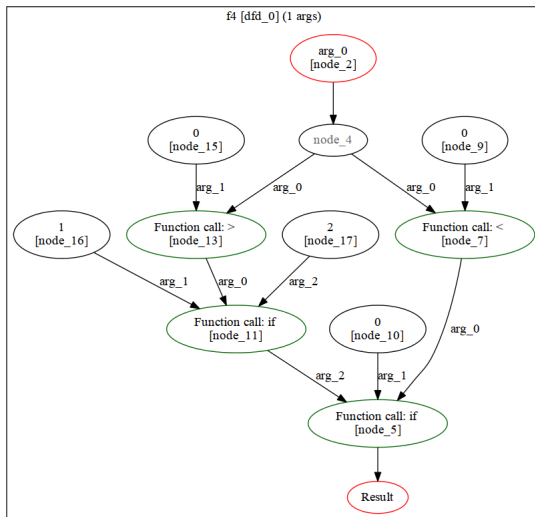 f4 [dfd_0] (1 args)
arg_0
[node_2]
0
[node_15]
node_4
0
[node_9]
arg_1
arg_0
arg_0
arg_1
1
[node_16]
Function call: >
[node_13]
2
[node_17]
Function call: <
[node_7]
arg_1
arg_0
arg_2
Function call: if
[node_11]
0
[node_10]
arg_0
arg_2
arg_1
Function call: if
[node_5]
Result